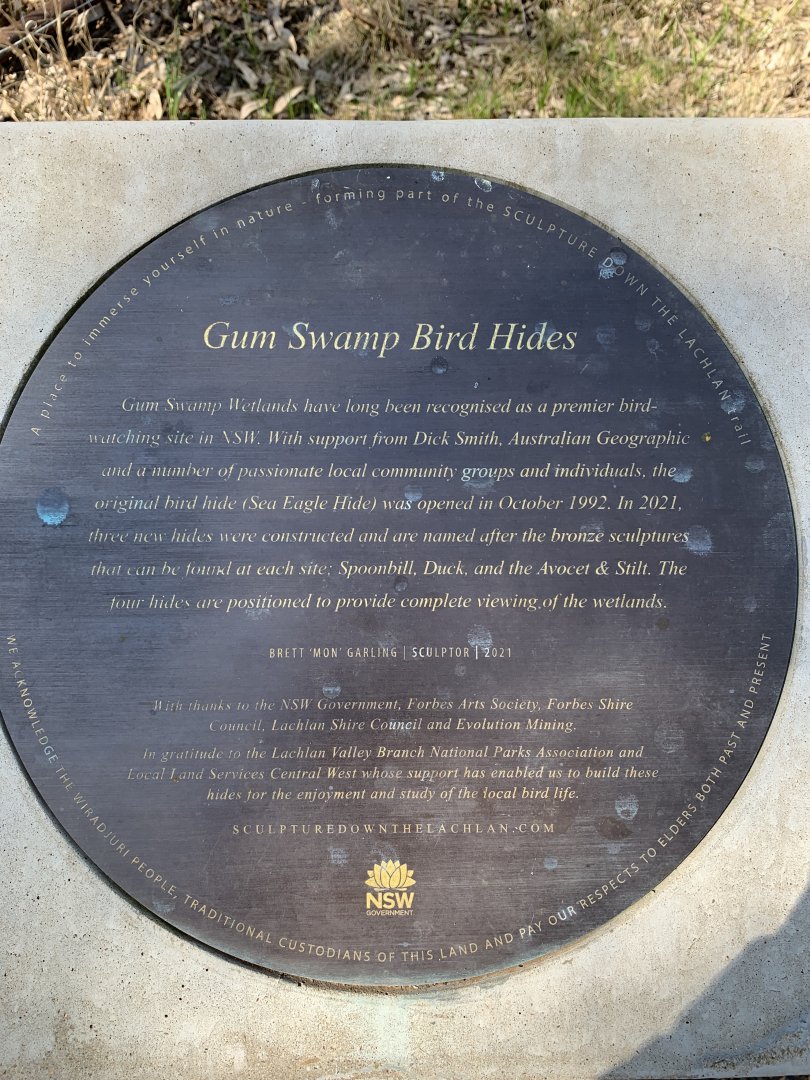 A place to immerse yourself in nature - forming part of the SCULPTURE DOWN THE LACHLAN trail
Gum Swamp Bird Hides
Gum Swamp Wetlands have long been recognised as a premier bird-
watching site in NSW. With support from Dick Smith, Australian Geographic
and a number of passionate local community groups and individuals, the
original bird hide (Sea Eagle Hide) was opened in October 1992. In 2021,
three new hides were constructed and are named after the bronze sculptures
that can be found at each site; Spoonbill, Duck, and the Avocet & Stilt. The
four hides are positioned to provide complete viewing of the wetlands.
BRETT 'MON' GARLING | SCULPTOR | 2021
With thanks to the NSW Government, Forbes Arts Society, Forbes Shire
Council, Lachlan Shire Council and Evolution Mining.
In gratitude to the Lachlan Valley Branch National Parks Association and
Local Land Services Central West whose support has enabled us to build these
hides for the enjoyment and study of the local bird life.
SCULPTUREDOWNTHELACHLAN.COM
NSW
GOVERNMENT
WE ACKNOWLEDGE THE WIRADJURI PEOPLE, TRADITIONAL CUSTODIANS OF THIS LAND AND PAY OUR RESPECTS TO ELDERS BOTH PAST AND PRESENT